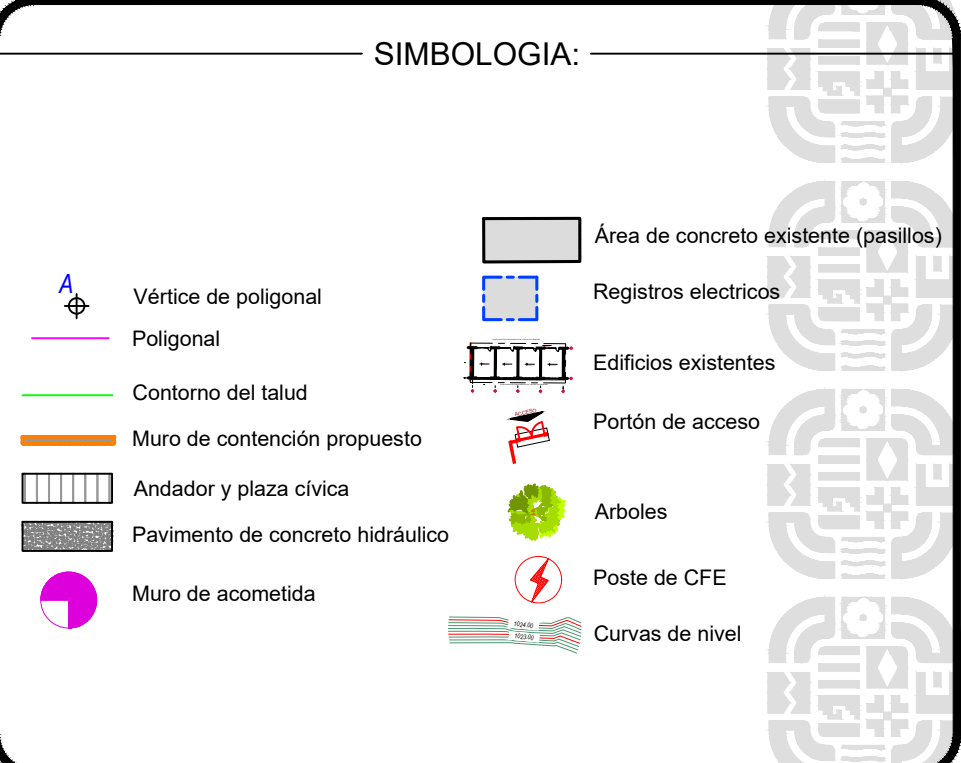 SIMBOLOGIA:
A
Vértice de poligonal
Poligonal
Contorno del talud
Muro de contención propuesto
Andador y plaza cívica
Pavimento de concreto hidráulico
Muro de acometida
Área de concreto existente (pasillos)
Registros electricos
Edificios existentes
ACCESO
Portón de acceso
Arboles
Poste de CFE
1024.00
1023.00
Curvas de nivel